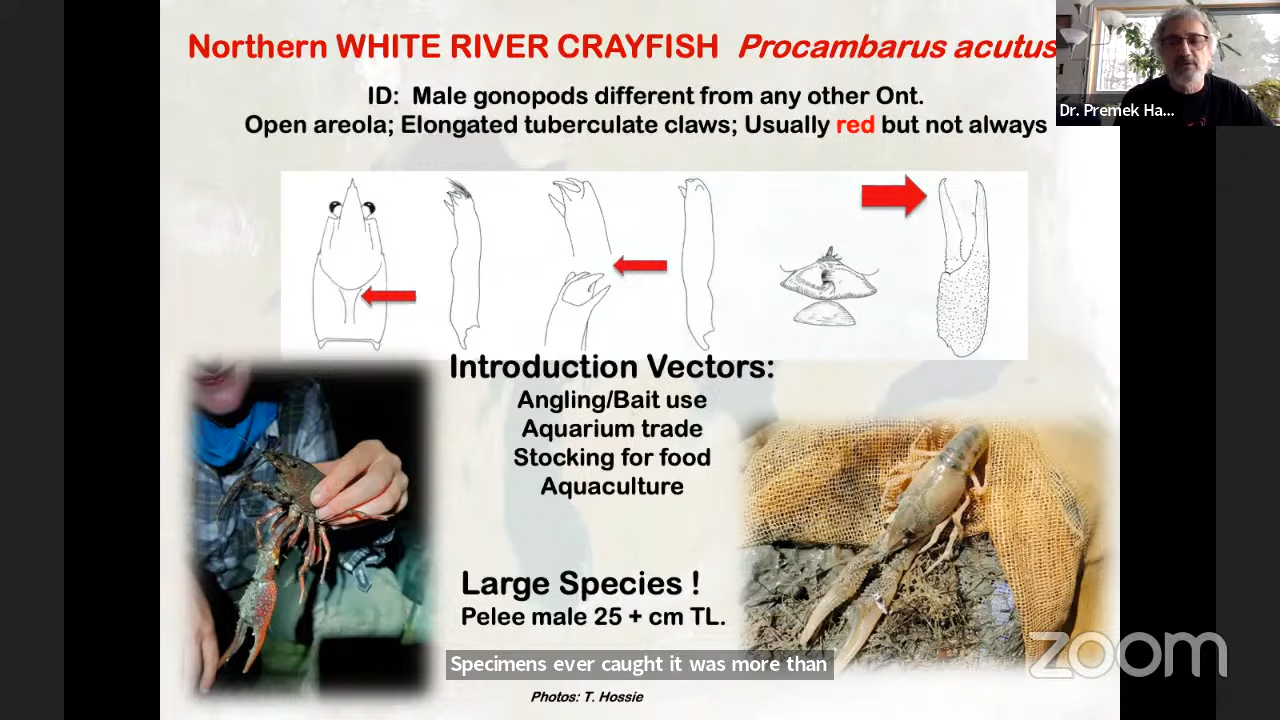 Northern WHITE RIVER CRAYFISH Procambarus acutus
Dr. Premek Ha...
ID: Male gonopods different from any other Ont.
Open areola; Elongated tuberculate claws; Usually red but not always
Introduction Vectors:
Angling/Bait use
Aquarium trade
Stocking for food
Aquaculture
Large Species !
Pelee male 25 + cm TL.
Specimens ever caught it was more than
zoom
Photos: T. Hossie